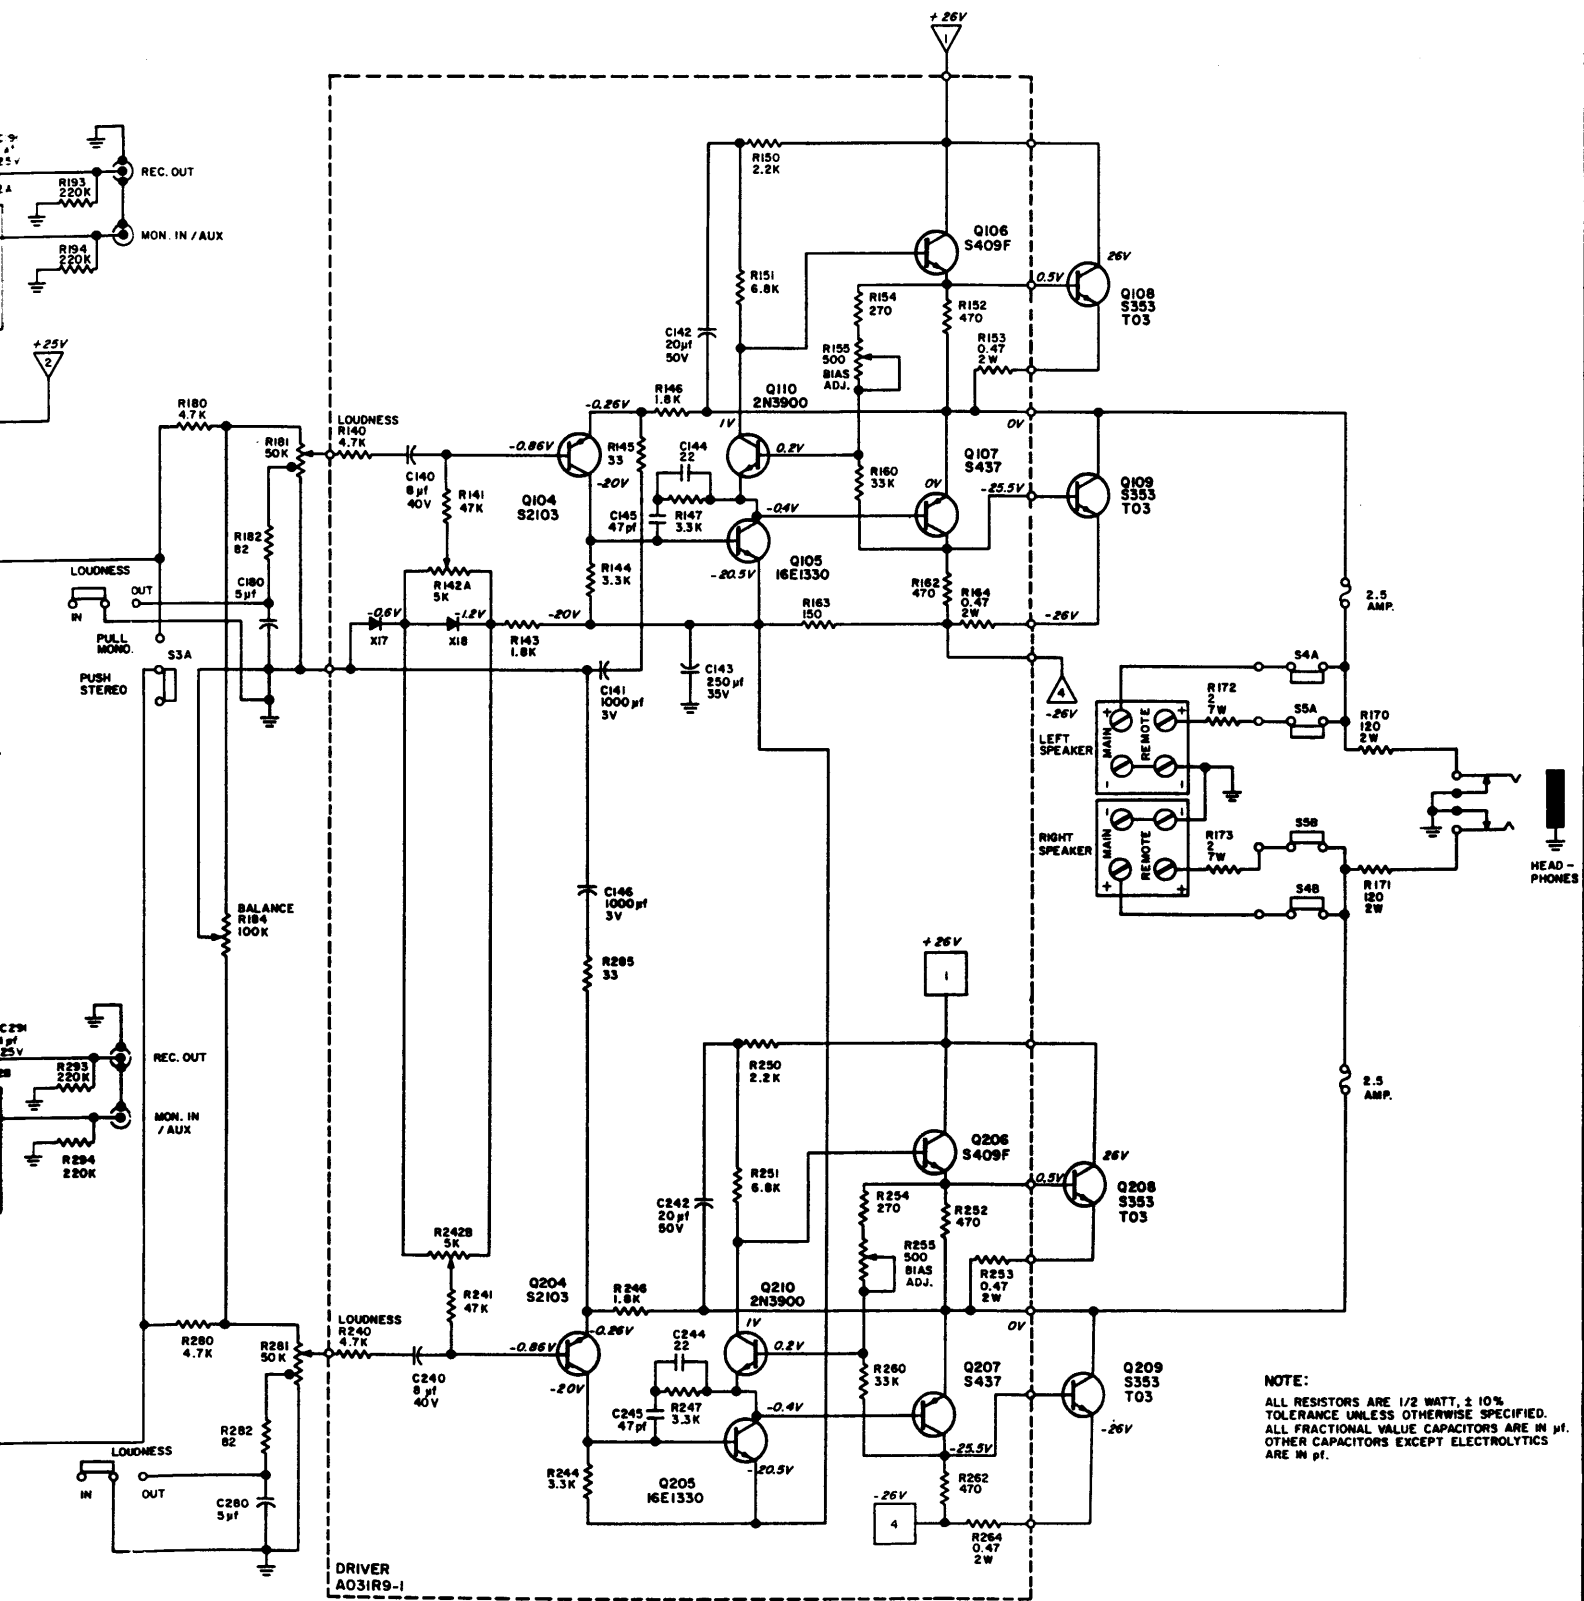 +26V
1
REC. OUT
R193
220K
MON. IN / AUX
R194
220K
+25V
2
R150
2.2K
Q106
S409F
26V
R151
6.8K
0.5V
Q108
S353
TO3
R154
270
R152
470
C142
20µf
50V
R155
500
BIAS
ADJ.
R153
0.47
2W
R146
1.8K
Q110
2N3900
-0.26V
1V
0V
R180
4.7K
LOUDNESS
R140
4.7K
R181
50K
-0.86V
R145
33
C144
22
0.2V
Q107
S437
R160
33K
C140
8µf
40V
R141
47K
Q104
S2103
-20V
0V
-25.5V
Q109
S353
TO3
C145
47pf
R147
3.3K
-0.4V
R182
82
R144
3.3K
-20.5V
Q105
16E1330
LOUDNESS
OUT
IN
C180
5µf
R142A
5K
R162
470
R164
0.47
2W
-0.6V
-1.2V
-20V
R163
150
-26V
2.5
AMP.
X17
X18
R143
1.8K
PULL
MONO.
S3A
PUSH
STEREO
C141
1000µf
3V
C143
250µf
35V
4
-26V
S4A
R172
2
7W
S5A
R170
120
2W
LEFT
SPEAKER
MAIN
REMOTE
+
+
-
-
RIGHT
SPEAKER
MAIN
REMOTE
-
-
+
+
R173
2
7W
S5B
S4B
R171
120
2W
HEAD-
PHONES
C146
1000µf
3V
BALANCE
R184
100K
R285
33
+26V
1
C291
25V
REC. OUT
R293
220K
MON. IN
/ AUX
R294
220K
R250
2.2K
2.5
AMP.
Q206
S409F
26V
R251
6.8K
0.5V
Q208
S353
TO3
R254
270
R252
470
C242
20µf
50V
R242B
5K
R255
500
BIAS
ADJ.
R253
0.47
2W
Q204
S2103
R246
1.8K
Q210
2N3900
R241
47K
LOUDNESS
R240
4.7K
-0.26V
1V
0V
R280
4.7K
R281
50K
-0.86V
C244
22
0.2V
R260
33K
Q207
S437
Q209
S353
TO3
C240
8µf
40V
-20V
C245
47pf
R247
3.3K
-0.4V
-26V
R282
82
-25.5V
LOUDNESS
IN
OUT
R244
3.3K
Q205
16E1330
-20.5V
R262
470
C280
5µf
-26V
4
R264
0.47
2W
NOTE:
ALL RESISTORS ARE 1/2 WATT, ± 10%
TOLERANCE UNLESS OTHERWISE SPECIFIED.
ALL FRACTIONAL VALUE CAPACITORS ARE IN µf.
OTHER CAPACITORS EXCEPT ELECTROLYTICS
ARE IN pf.
DRIVER
A031R9-1